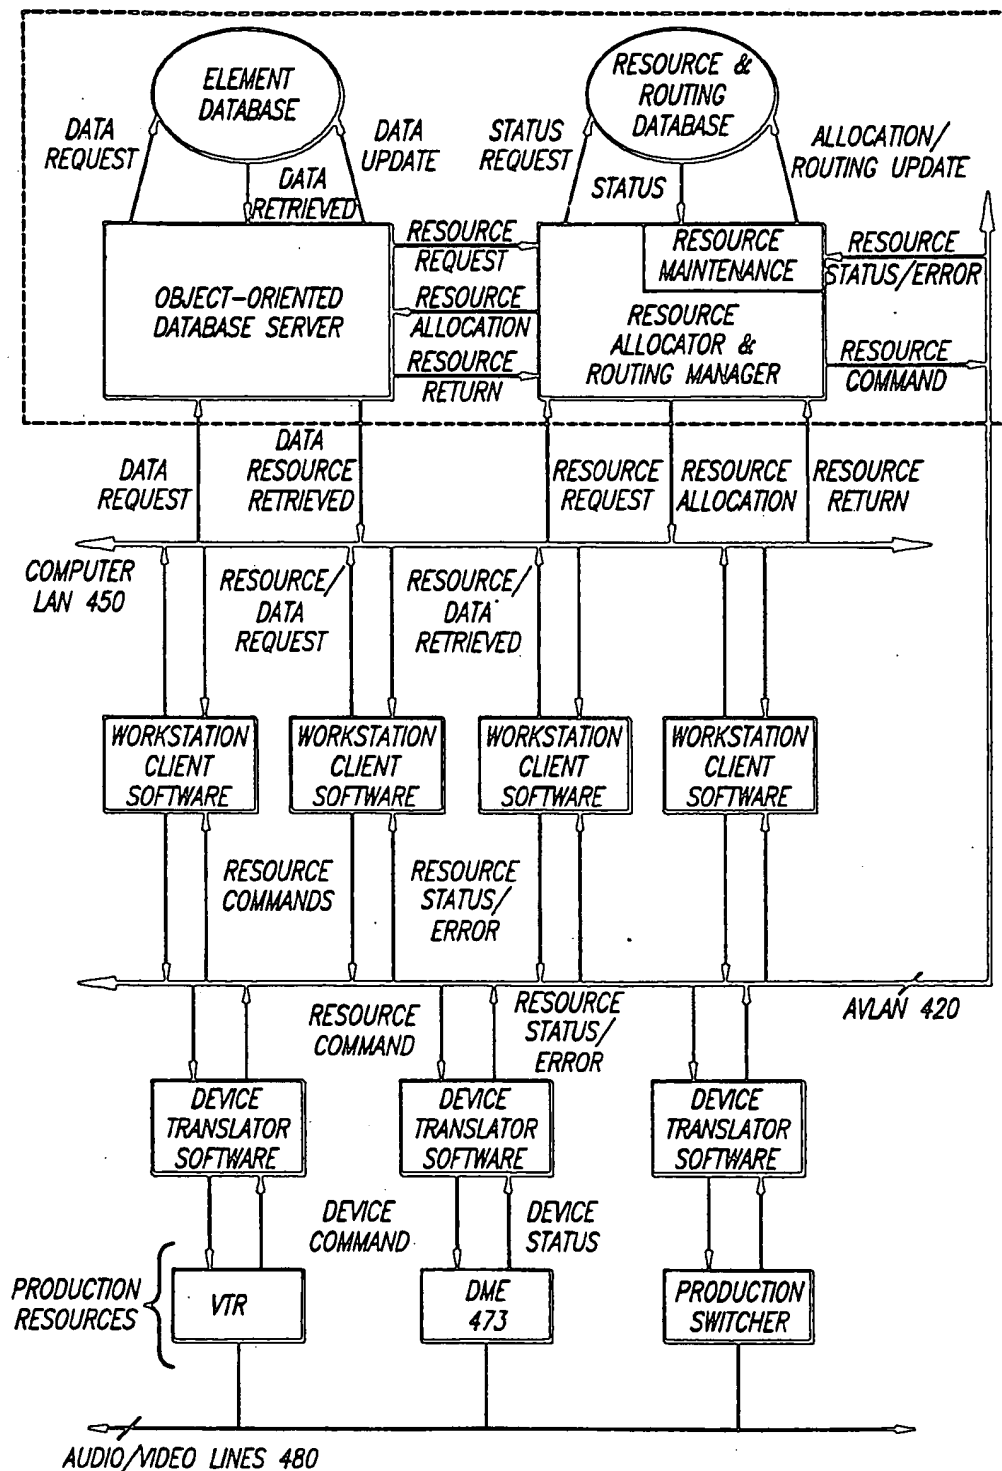 ELEMENT
DATABASE
RESOURCE &
ROUTING
DATABASE
DATA
REQUEST
DATA
UPDATE
STATUS
REQUEST
ALLOCATION/
ROUTING UPDATE
DATA
RETRIEVED
STATUS
OBJECT-ORIENTED
DATABASE SERVER
RESOURCE
REQUEST
RESOURCE
ALLOCATION
RESOURCE
RETURN
RESOURCE
MAINTENANCE
RESOURCE
ALLOCATOR &
ROUTING MANAGER
RESOURCE
STATUS/ERROR
RESOURCE
COMMAND
DATA
REQUEST
DATA
RESOURCE
RETRIEVED
RESOURCE
REQUEST
RESOURCE
ALLOCATION
RESOURCE
RETURN
COMPUTER
LAN 450
RESOURCE/
DATA
REQUEST
RESOURCE/
DATA
RETRIEVED
WORKSTATION
CLIENT
SOFTWARE
WORKSTATION
CLIENT
SOFTWARE
WORKSTATION
CLIENT
SOFTWARE
WORKSTATION
CLIENT
SOFTWARE
RESOURCE
COMMANDS
RESOURCE
STATUS/
ERROR
AVLAN 420
RESOURCE
COMMAND
RESOURCE
STATUS/
ERROR
DEVICE
TRANSLATOR
SOFTWARE
DEVICE
TRANSLATOR
SOFTWARE
DEVICE
TRANSLATOR
SOFTWARE
DEVICE
COMMAND
DEVICE
STATUS
PRODUCTION
RESOURCES
VTR
DME
473
PRODUCTION
SWITCHER
AUDIO/VIDEO LINES 480